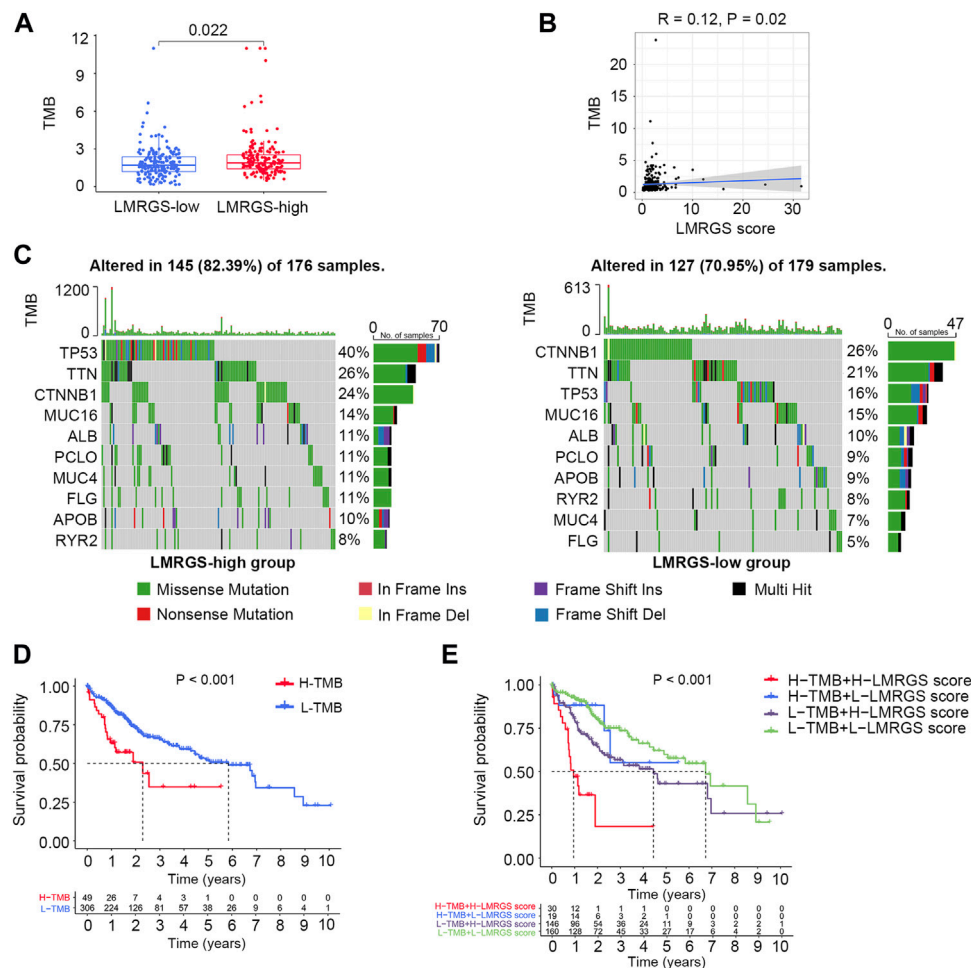 A
0.022
TMB
12
9
6
3
0
LMRGS-low LMRGS-high
B
R = 0.12, P = 0.02
TMB
20
15
10
5
0
0 10 20 30
LMRGS score
C
Altered in 145 (82.39%) of 176 samples.
1200
0
TMB
0 70
No. of samples
TP53 40%
TTN 26%
CTNNB1 24%
MUC16 14%
ALB 11%
PCLO 11%
MUC4 11%
FLG 11%
APOB 10%
RYR2 8%
LMRGS-high group
Altered in 127 (70.95%) of 179 samples.
613
0
TMB
0 47
No. of samples
CTNNB1 26%
TTN 21%
TP53 16%
MUC16 15%
ALB 10%
PCLO 9%
APOB 9%
RYR2 8%
MUC4 7%
FLG 5%
LMRGS-low group
Missense Mutation In Frame Ins Frame Shift Ins Multi Hit
Nonsense Mutation In Frame Del Frame Shift Del
D
P < 0.001
H-TMB
L-TMB
Survival probability
1.00
0.75
0.50
0.25
0.00
0 1 2 3 4 5 6 7 8 9 10
Time (years)
H-TMB 49 26 7 4 3 1 0 0 0 0 0
L-TMB 306 224 126 81 57 38 26 9 6 4 1
0 1 2 3 4 5 6 7 8 9 10
Time (years)
E
P < 0.001
H-TMB+H-LMRGS score
H-TMB+L-LMRGS score
L-TMB+H-LMRGS score
L-TMB+L-LMRGS score
Survival probability
1.00
0.75
0.50
0.25
0.00
0 1 2 3 4 5 6 7 8 9 10
Time (years)
H-TMB+H-LMRGS score 30 12 1 1 1 0 0 0 0 0 0
H-TMB+L-LMRGS score 19 14 6 3 2 1 0 0 0 0 0
L-TMB+H-LMRGS score 146 96 54 36 24 11 9 3 2 2 1
L-TMB+L-LMRGS score 160 128 72 45 33 27 17 6 4 2 0
0 1 2 3 4 5 6 7 8 9 10
Time (years)